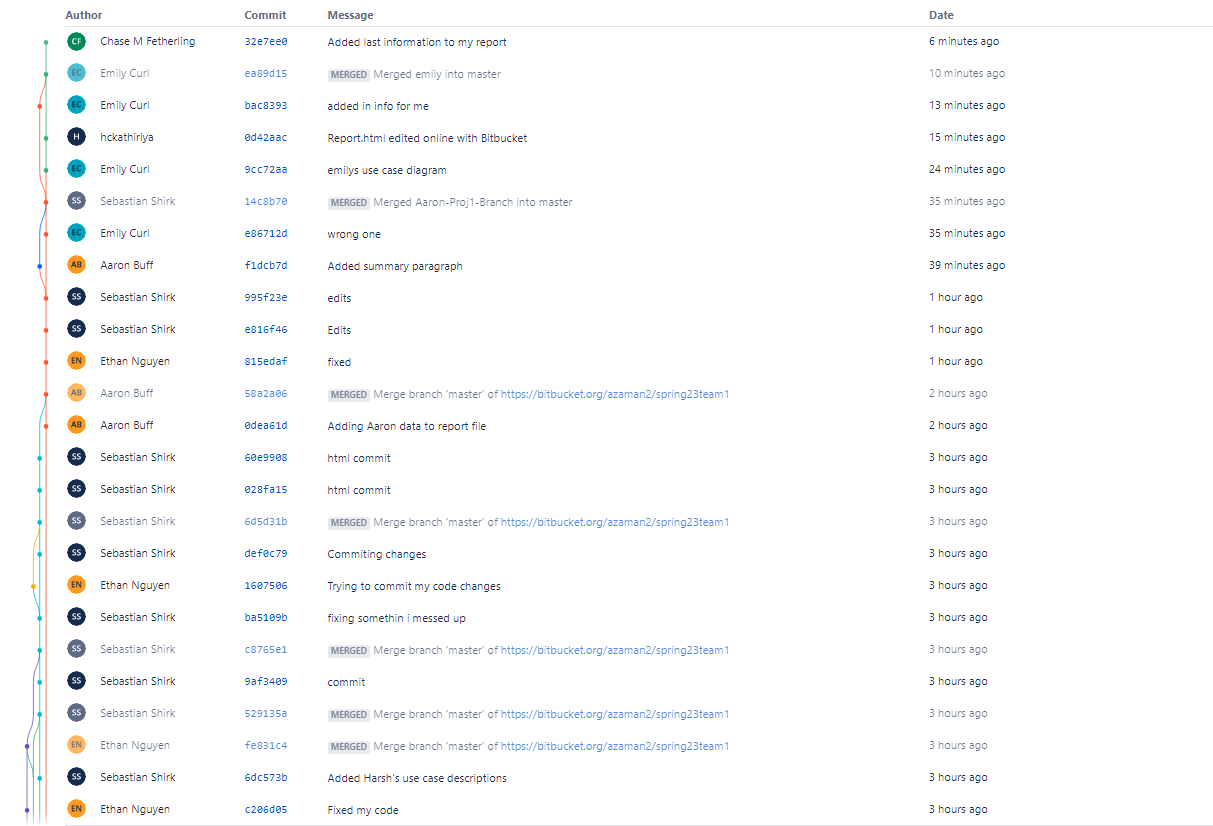 Author Commit Message Date
CF Chase M Fetherling 32e7ee0 Added last information to my report 6 minutes ago
EC Emily Curl ea89d15 MERGED Merged emily into master 10 minutes ago
EC Emily Curl bac8393 added in info for me 13 minutes ago
H hckathiriya 0d42aac Report.html edited online with Bitbucket 15 minutes ago
EC Emily Curl 9cc72aa emilys use case diagram 24 minutes ago
SS Sebastian Shirk 14c8b70 MERGED Merged Aaron-Proj1-Branch into master 35 minutes ago
EC Emily Curl e86712d wrong one 35 minutes ago
AB Aaron Buff f1dcb7d Added summary paragraph 39 minutes ago
SS Sebastian Shirk 995f23e edits 1 hour ago
SS Sebastian Shirk e816f46 Edits 1 hour ago
EN Ethan Nguyen 815edaf fixed 1 hour ago
AB Aaron Buff 58a2a06 MERGED Merge branch 'master' of https://bitbucket.org/azaman2/spring23team1 2 hours ago
AB Aaron Buff 0dea61d Adding Aaron data to report file 2 hours ago
SS Sebastian Shirk 60e9908 html commit 3 hours ago
SS Sebastian Shirk 028fa15 html commit 3 hours ago
SS Sebastian Shirk 6d5d31b MERGED Merge branch 'master' of https://bitbucket.org/azaman2/spring23team1 3 hours ago
SS Sebastian Shirk def0c79 Commiting changes 3 hours ago
EN Ethan Nguyen 1607506 Trying to commit my code changes 3 hours ago
SS Sebastian Shirk ba5109b fixing somethin i messed up 3 hours ago
SS Sebastian Shirk c8765e1 MERGED Merge branch 'master' of https://bitbucket.org/azaman2/spring23team1 3 hours ago
SS Sebastian Shirk 9af3409 commit 3 hours ago
SS Sebastian Shirk 529135a MERGED Merge branch 'master' of https://bitbucket.org/azaman2/spring23team1 3 hours ago
EN Ethan Nguyen fe831c4 MERGED Merge branch 'master' of https://bitbucket.org/azaman2/spring23team1 3 hours ago
SS Sebastian Shirk 6dc573b Added Harsh's use case descriptions 3 hours ago
EN Ethan Nguyen c206d05 Fixed my code 3 hours ago